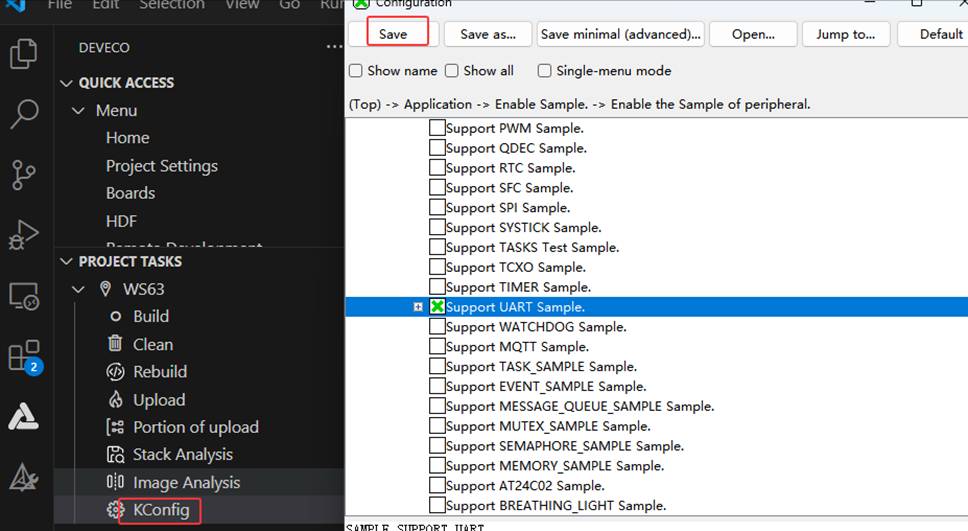 File Edit Selection View Go Run
DEVECO
QUICK ACCESS
Menu
Home
Project Settings
Boards
HDF
Remote Development
PROJECT TASKS
WS63
Build
Clean
Rebuild
Upload
Portion of upload
Stack Analysis
Image Analysis
KConfig
2
Configuration
Save Save as... Save minimal (advanced)... Open... Jump to... Default
Show name Show all Single-menu mode
(Top) -> Application -> Enable Sample. -> Enable the Sample of peripheral.
Support PWM Sample.
Support QDEC Sample.
Support RTC Sample.
Support SFC Sample.
Support SPI Sample.
Support SYSTICK Sample.
Support TASKS Test Sample.
Support TCXO Sample.
Support TIMER Sample.
Support UART Sample.
Support WATCHDOG Sample.
Support MQTT Sample.
Support TASK_SAMPLE Sample.
Support EVENT_SAMPLE Sample.
Support MESSAGE_QUEUE_SAMPLE Sample.
Support MUTEX_SAMPLE Sample.
Support SEMAPHORE_SAMPLE Sample.
Support MEMORY_SAMPLE Sample.
Support AT24C02 Sample.
Support BREATHING_LIGHT Sample.
SAMPLE_SUPPORT_UART